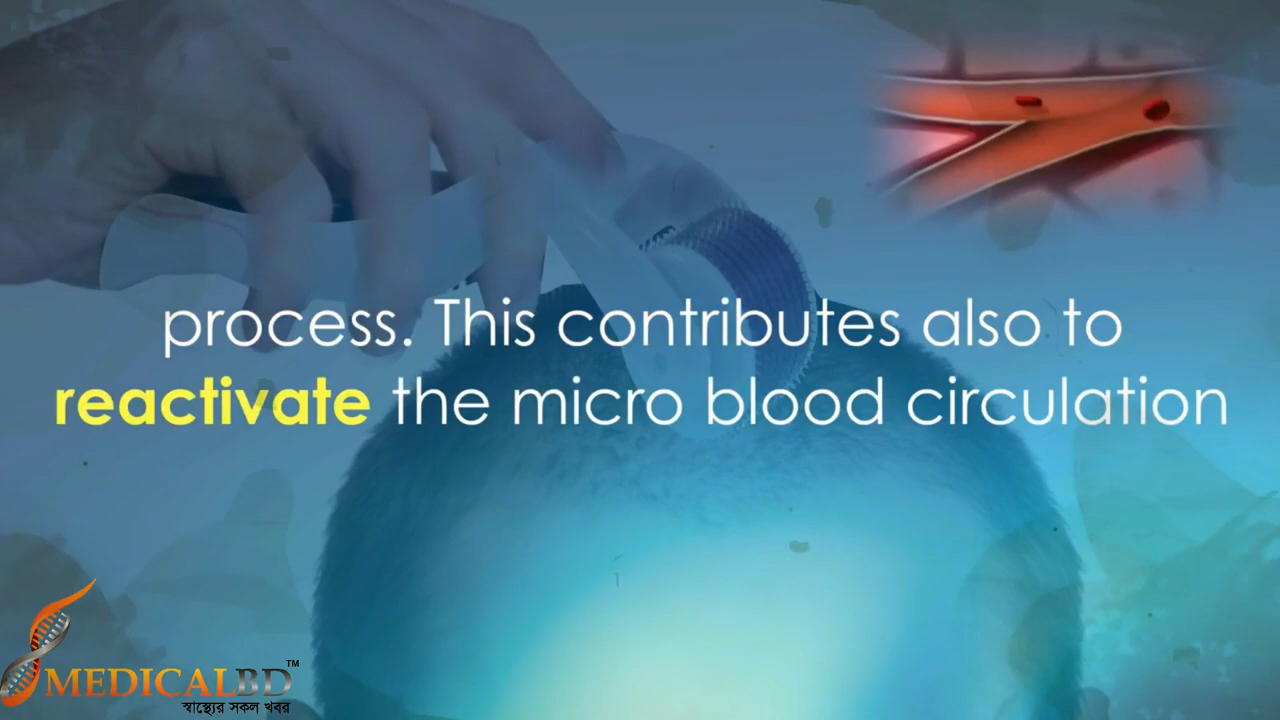 process. This contributes also to
reactivate the micro blood circulation
MEDICALBD™
স্বাস্থ্যের সকল খবর